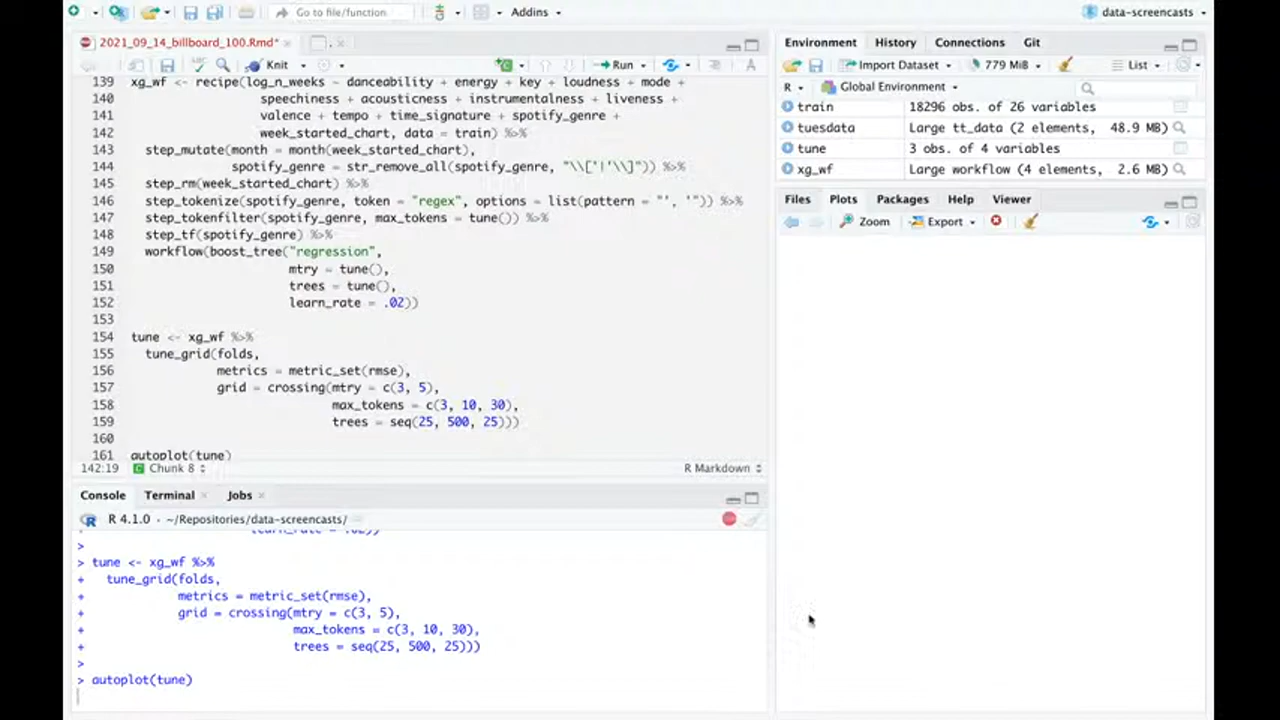 Go to file/function
Addins
data-screencasts
2021_09_14_billboard_100.Rmd*
Knit
Run
139 xg_wf <- recipe(log_n_weeks ~ danceability + energy + key + loudness + mode +
140 speechiness + acousticness + instrumentalness + liveness +
141 valence + tempo + time_signature + spotify_genre +
142 week_started_chart, data = train) %>%
143 step_mutate(month = month(week_started_chart),
144 spotify_genre = str_remove_all(spotify_genre, "\\['|'\\]")) %>%
145 step_rm(week_started_chart) %>%
146 step_tokenize(spotify_genre, token = "regex", options = list(pattern = "', '")) %>%
147 step_tokenfilter(spotify_genre, max_tokens = tune()) %>%
148 step_tf(spotify_genre) %>%
149 workflow(boost_tree("regression",
150 mtry = tune(),
151 trees = tune(),
152 learn_rate = .02))
153
154 tune <- xg_wf %>%
155 tune_grid(folds,
156 metrics = metric_set(rmse),
157 grid = crossing(mtry = c(3, 5),
158 max_tokens = c(3, 10, 30),
159 trees = seq(25, 500, 25)))
160
161 autoplot(tune)
142:19 Chunk 8 R Markdown
Console Terminal Jobs
R 4.1.0 · ~/Repositories/data-screencasts/
+ learn_rate = .02))
>
> tune <- xg_wf %>%
+ tune_grid(folds,
+ metrics = metric_set(rmse),
+ grid = crossing(mtry = c(3, 5),
+ max_tokens = c(3, 10, 30),
+ trees = seq(25, 500, 25)))
>
> autoplot(tune)
Environment History Connections Git
Import Dataset 779 MiB List
R Global Environment
train 18296 obs. of 26 variables
tuesdata Large tt_data (2 elements, 48.9 MB)
tune 3 obs. of 4 variables
xg_wf Large workflow (4 elements, 2.6 MB)
Files Plots Packages Help Viewer
Zoom Export